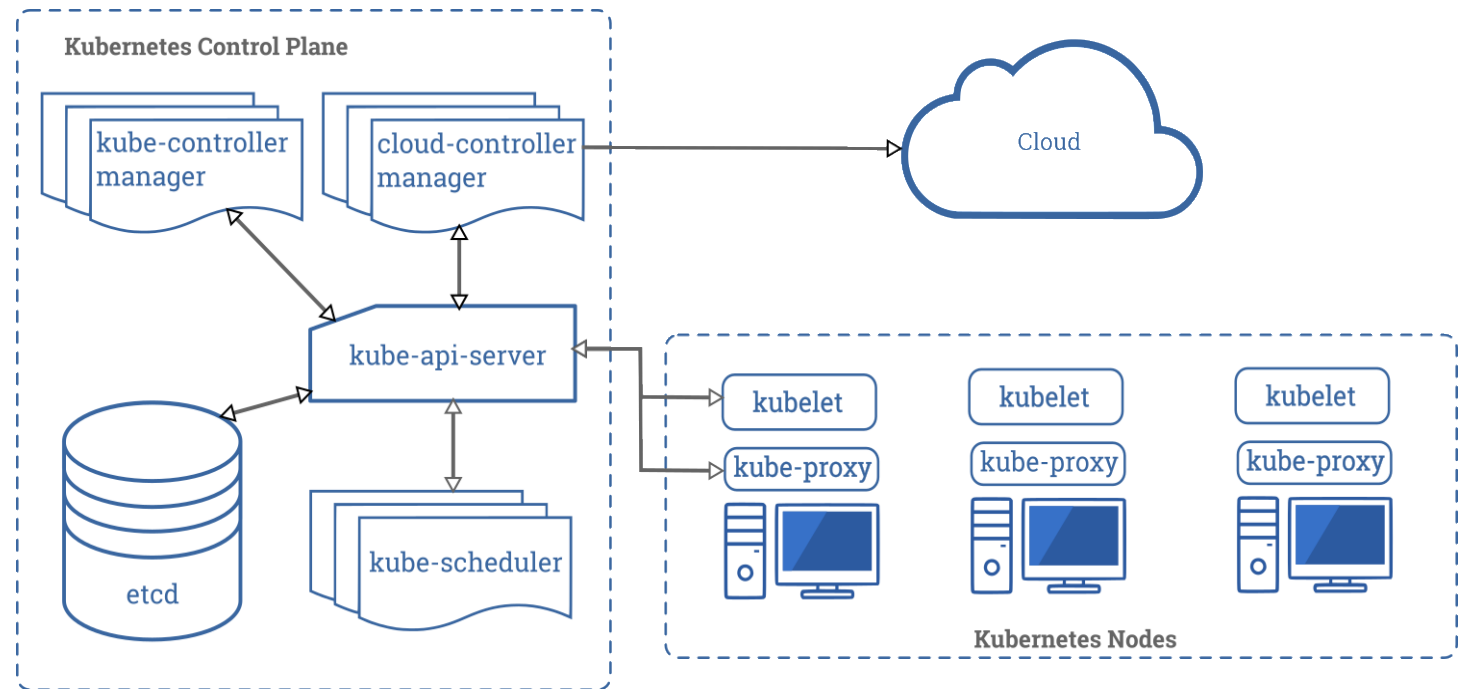 Kubernetes Control Plane
kube-controller
manager
cloud-controller
manager
Cloud
kube-api-server
etcd
kube-scheduler
kubelet
kube-proxy
kubelet
kube-proxy
kubelet
kube-proxy
Kubernetes Nodes